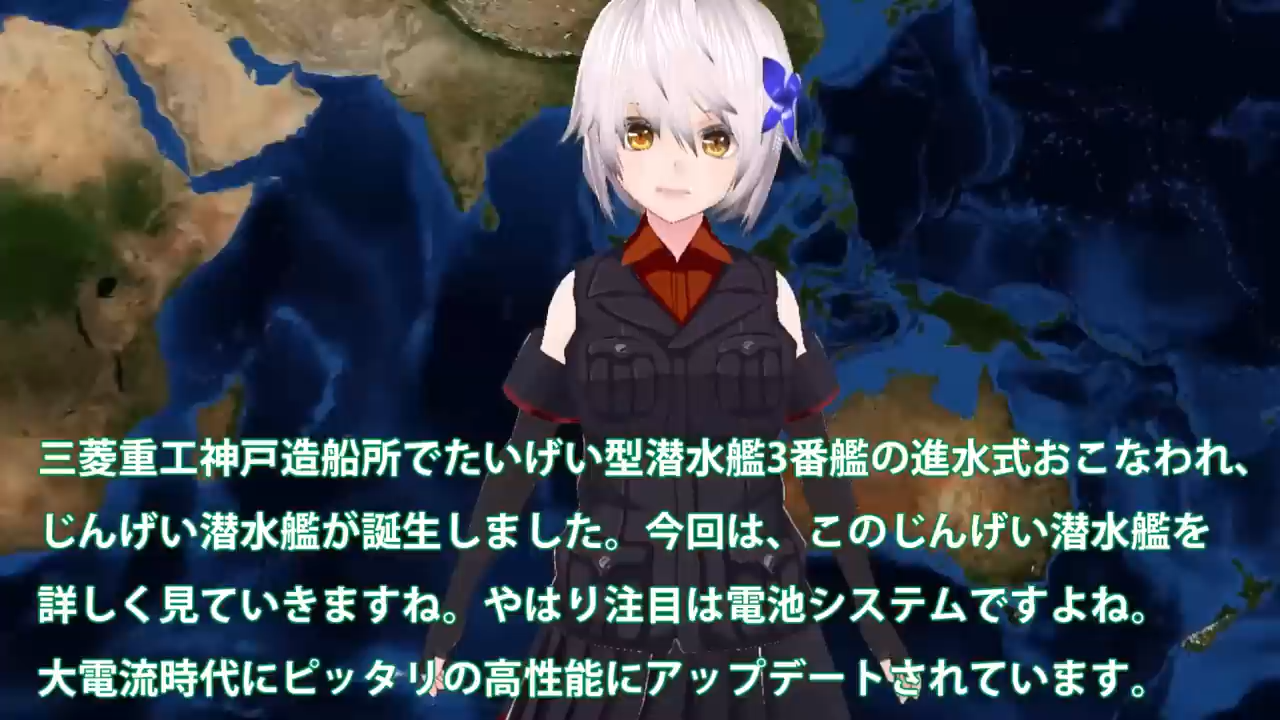 三菱重工神戸造船所でたいげい型潜水艦3番艦の進水式おこなわれ、
じんげい潜水艦が誕生しました。今回は、このじんげい潜水艦を
詳しく見ていきますね。やはり注目は電池システムですよね。
大電流時代にピッタリの高性能にアップデートされています。